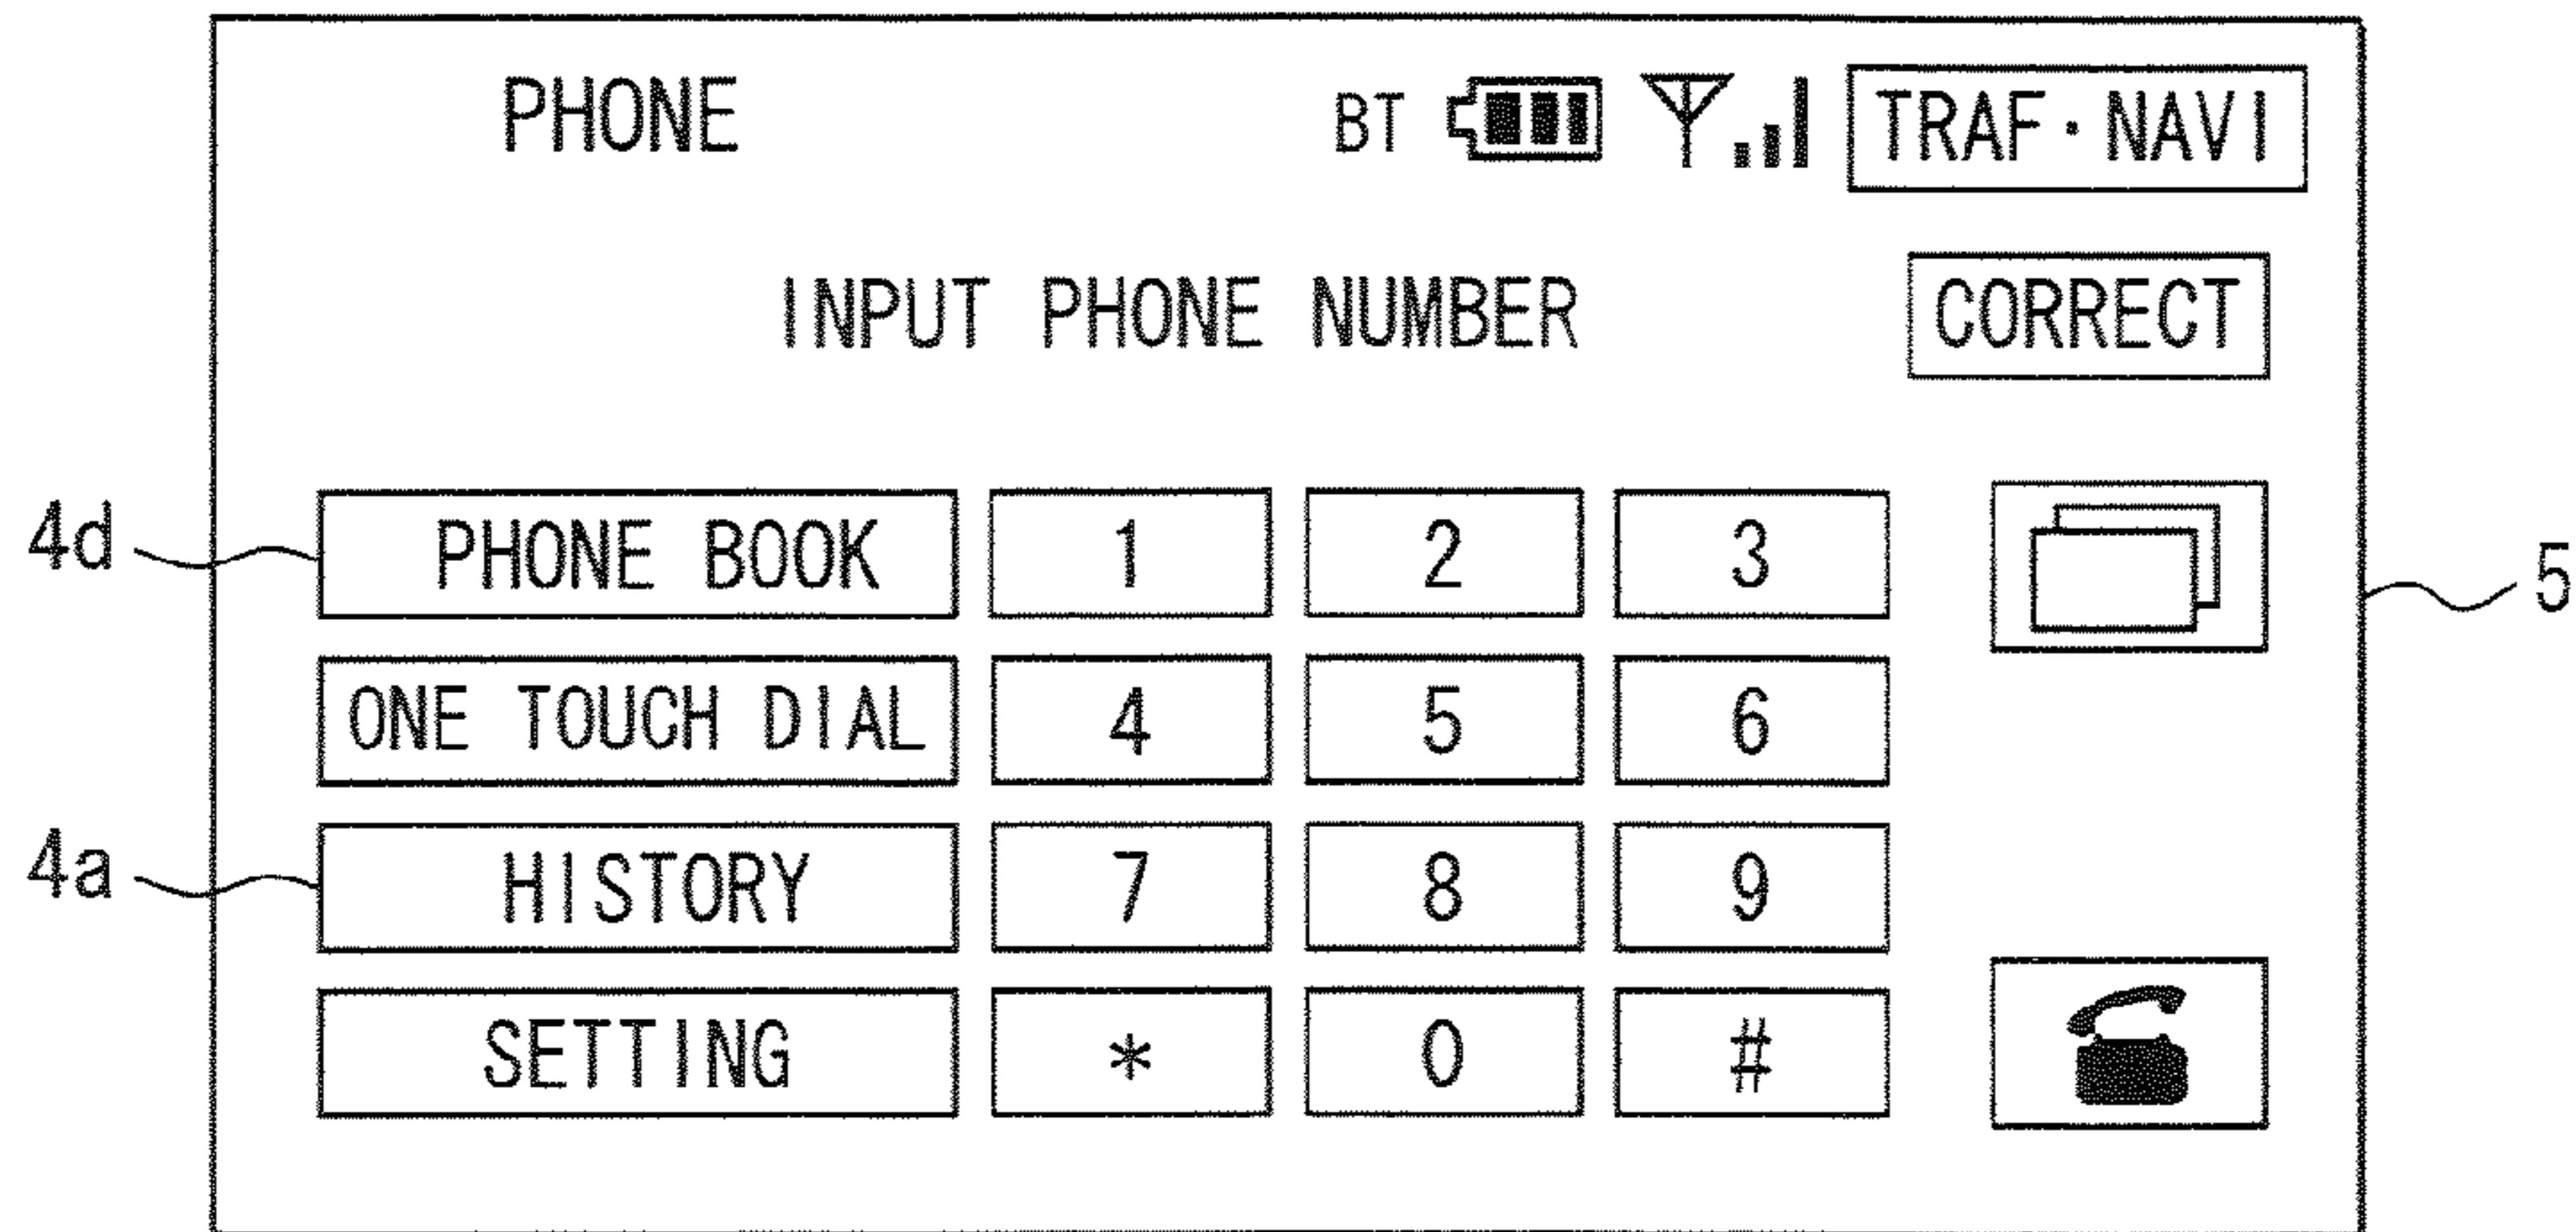 PHONE BT TRAF·NAVI
INPUT PHONE NUMBER CORRECT
4d PHONE BOOK 1 2 3 5
ONE TOUCH DIAL 4 5 6
4a HISTORY 7 8 9
SETTING * 0 #